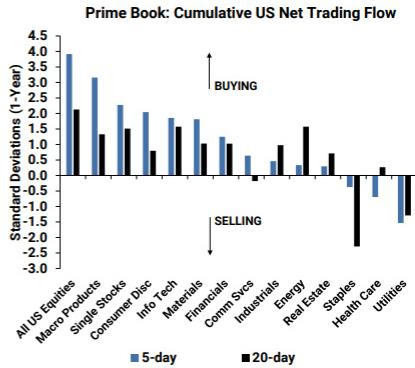 Prime Book: Cumulative US Net Trading Flow
Standard Deviations (1-Year)
4.5
4.0
3.5
3.0
2.5
2.0
1.5
1.0
0.5
0.0
-0.5
-1.0
-1.5
-2.0
-2.5
-3.0
BUYING
SELLING
All US Equities
Macro Products
Single Stocks
Consumer Disc
Info Tech
Materials
Financials
Comm Svcs
Industrials
Energy
Real Estate
Staples
Health Care
Utilities
5-day
20-day